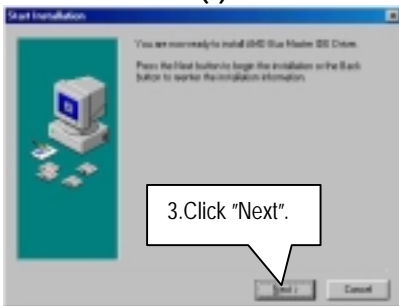 Start Installation
You are now ready to install AMD Bus Master IDE Driver.
Press the Next button to begin the installation or the Back
button to reenter the installation information.
3.Click "Next".
Next >
Cancel